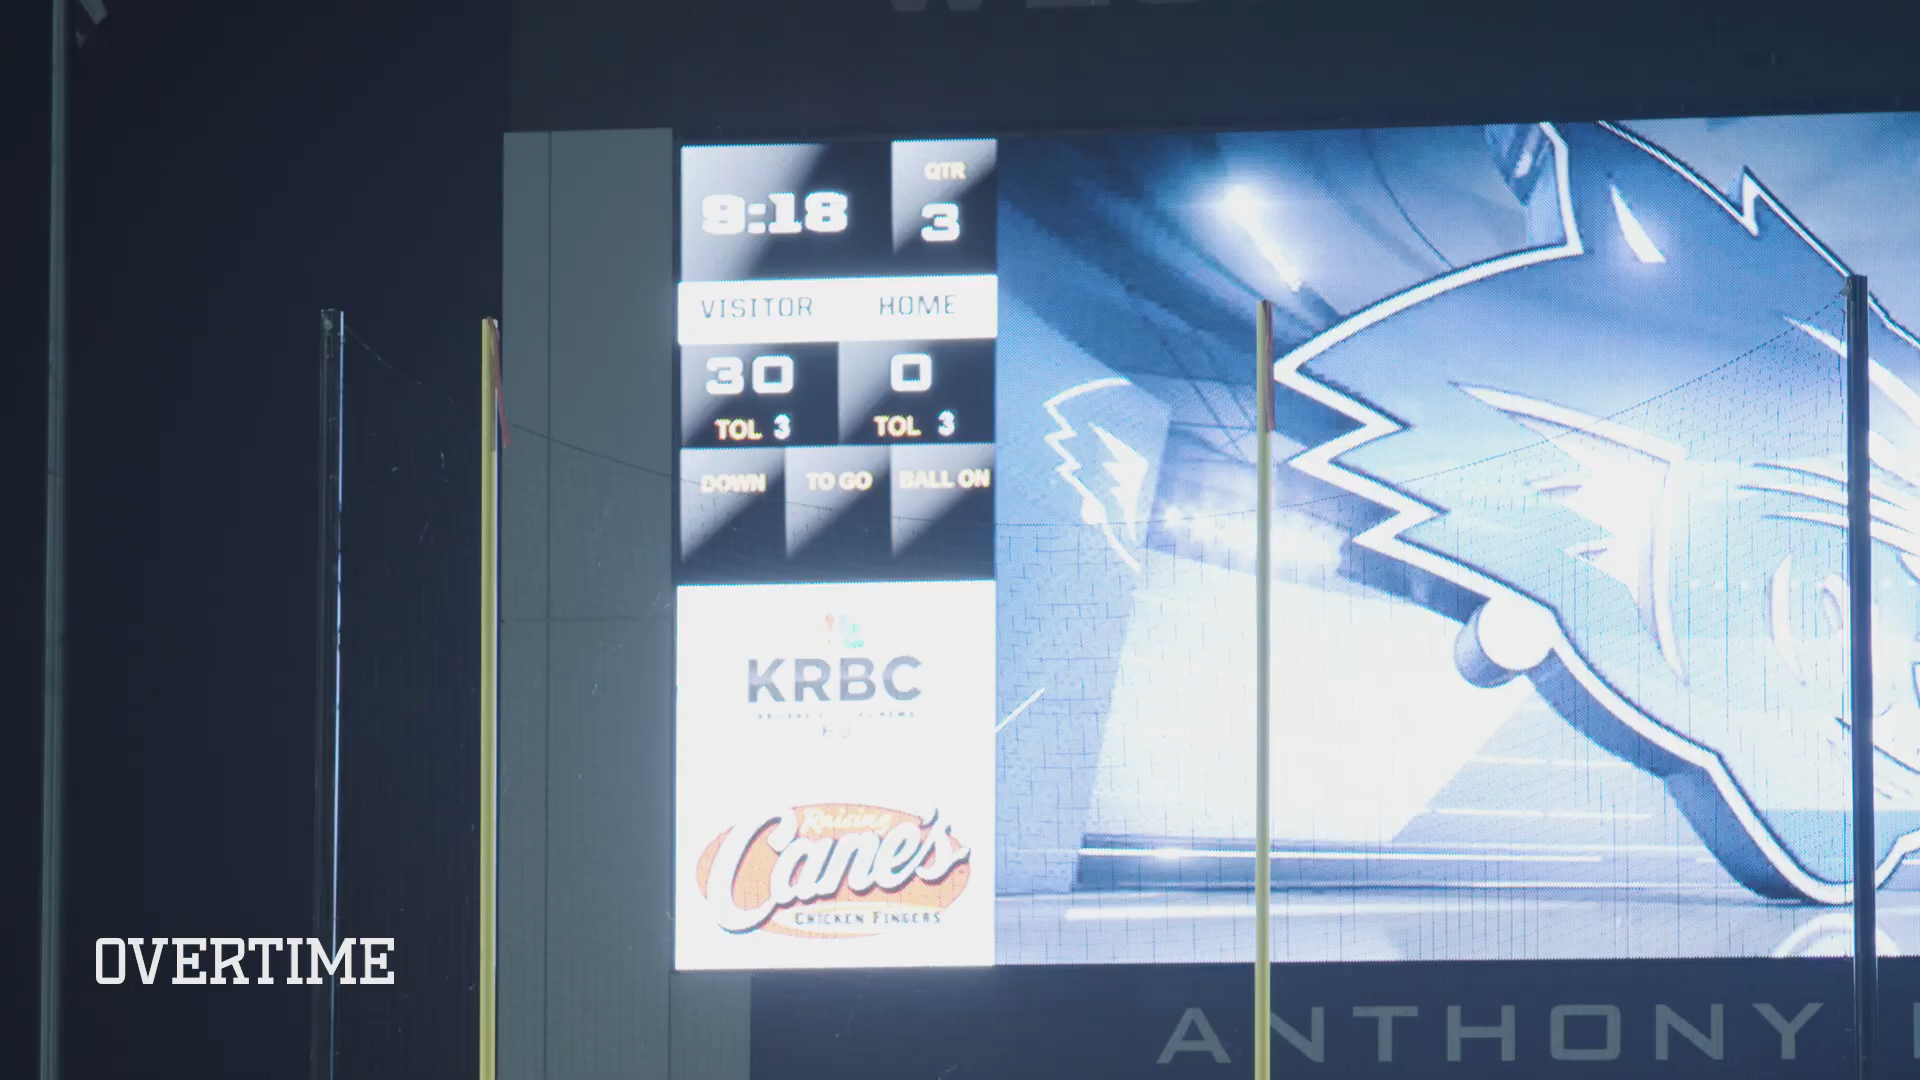 9:18
QTR
3
VISITOR HOME
30 0
TOL 3 TOL 3
DOWN TO GO BALL ON
KRBC
Raising
Cane's
CHICKEN FINGERS
OVERTIME
ANTHONY